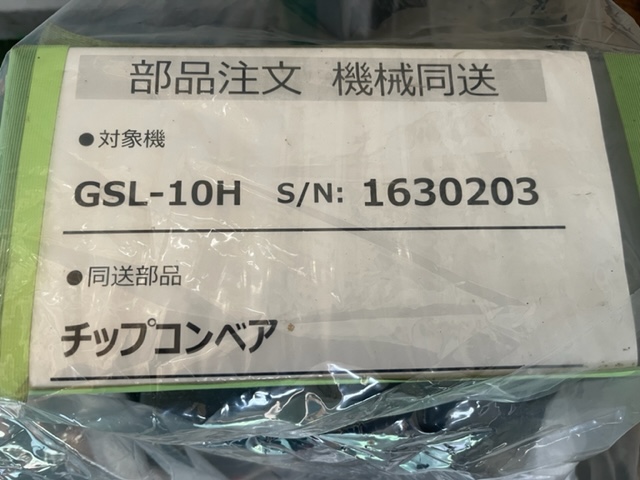 部品注文 機械同送
●対象機
GSL-10H S/N: 1630203
●同送部品
チップコンベア